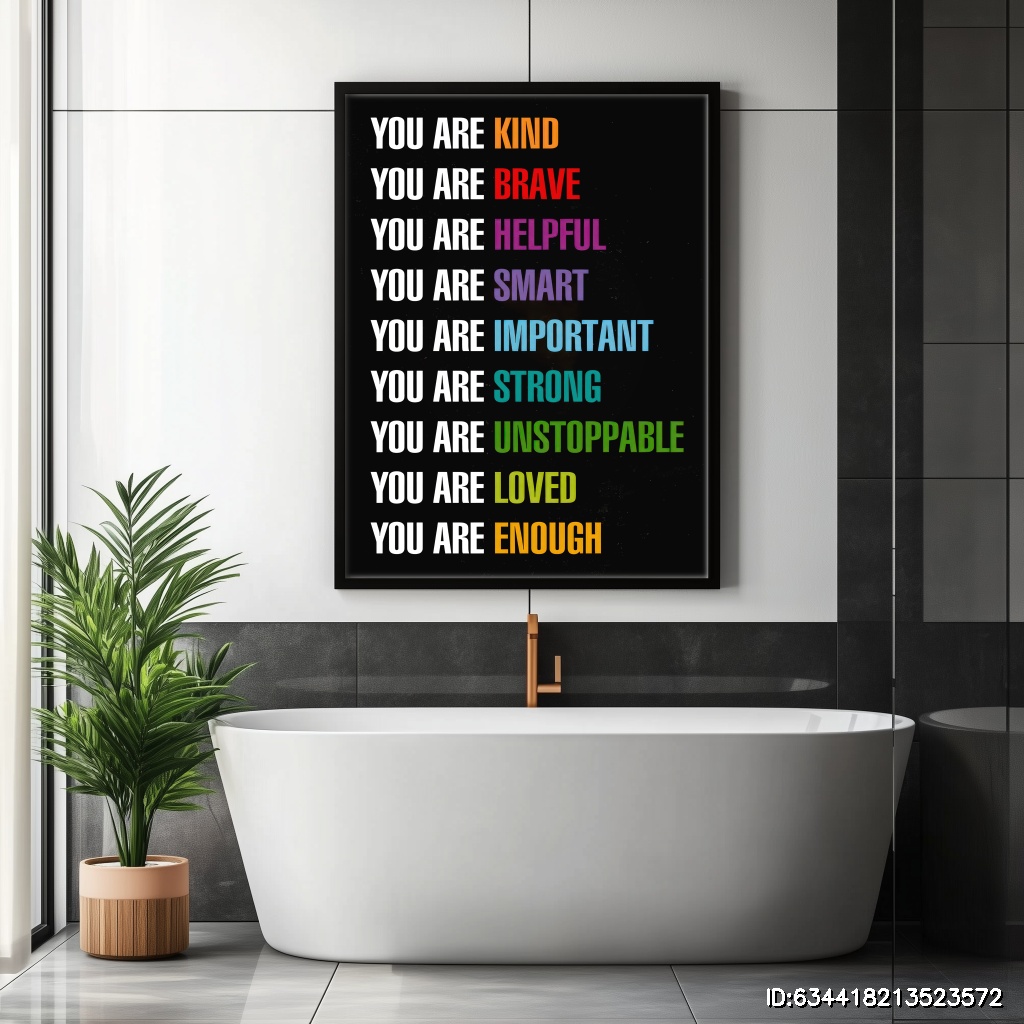 YOU ARE KIND
YOU ARE BRAVE
YOU ARE HELPFUL
YOU ARE SMART
YOU ARE IMPORTANT
YOU ARE STRONG
YOU ARE UNSTOPPABLE
YOU ARE LOVED
YOU ARE ENOUGH
ID:634418213523572